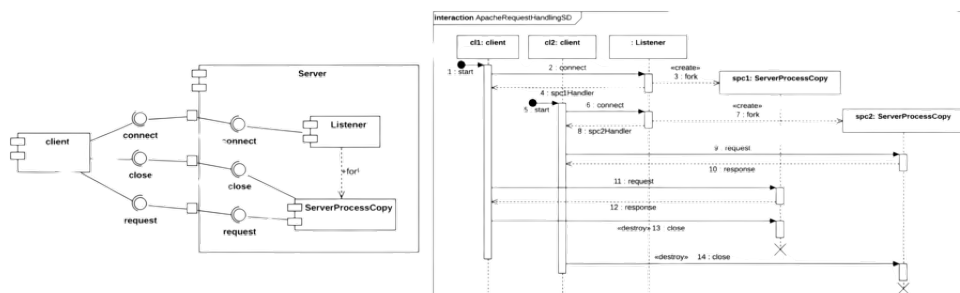 Server
client
connect
close
request
connect
close
request
Listener
ServerProcessCopy
interaction ApacheRequestHandlingSD
cl1: client
cl2: client
: Listener
1 : start
2 : connect
«create»
3 : fork
spc1: ServerProcessCopy
4 : spc1Handler
5 : start
6 : connect
«create»
7 : fork
spc2: ServerProcessCopy
8 : spc2Handler
9 : request
10 : response
11 : request
12 : response
«destroy» 13 : close
«destroy» 14 : close